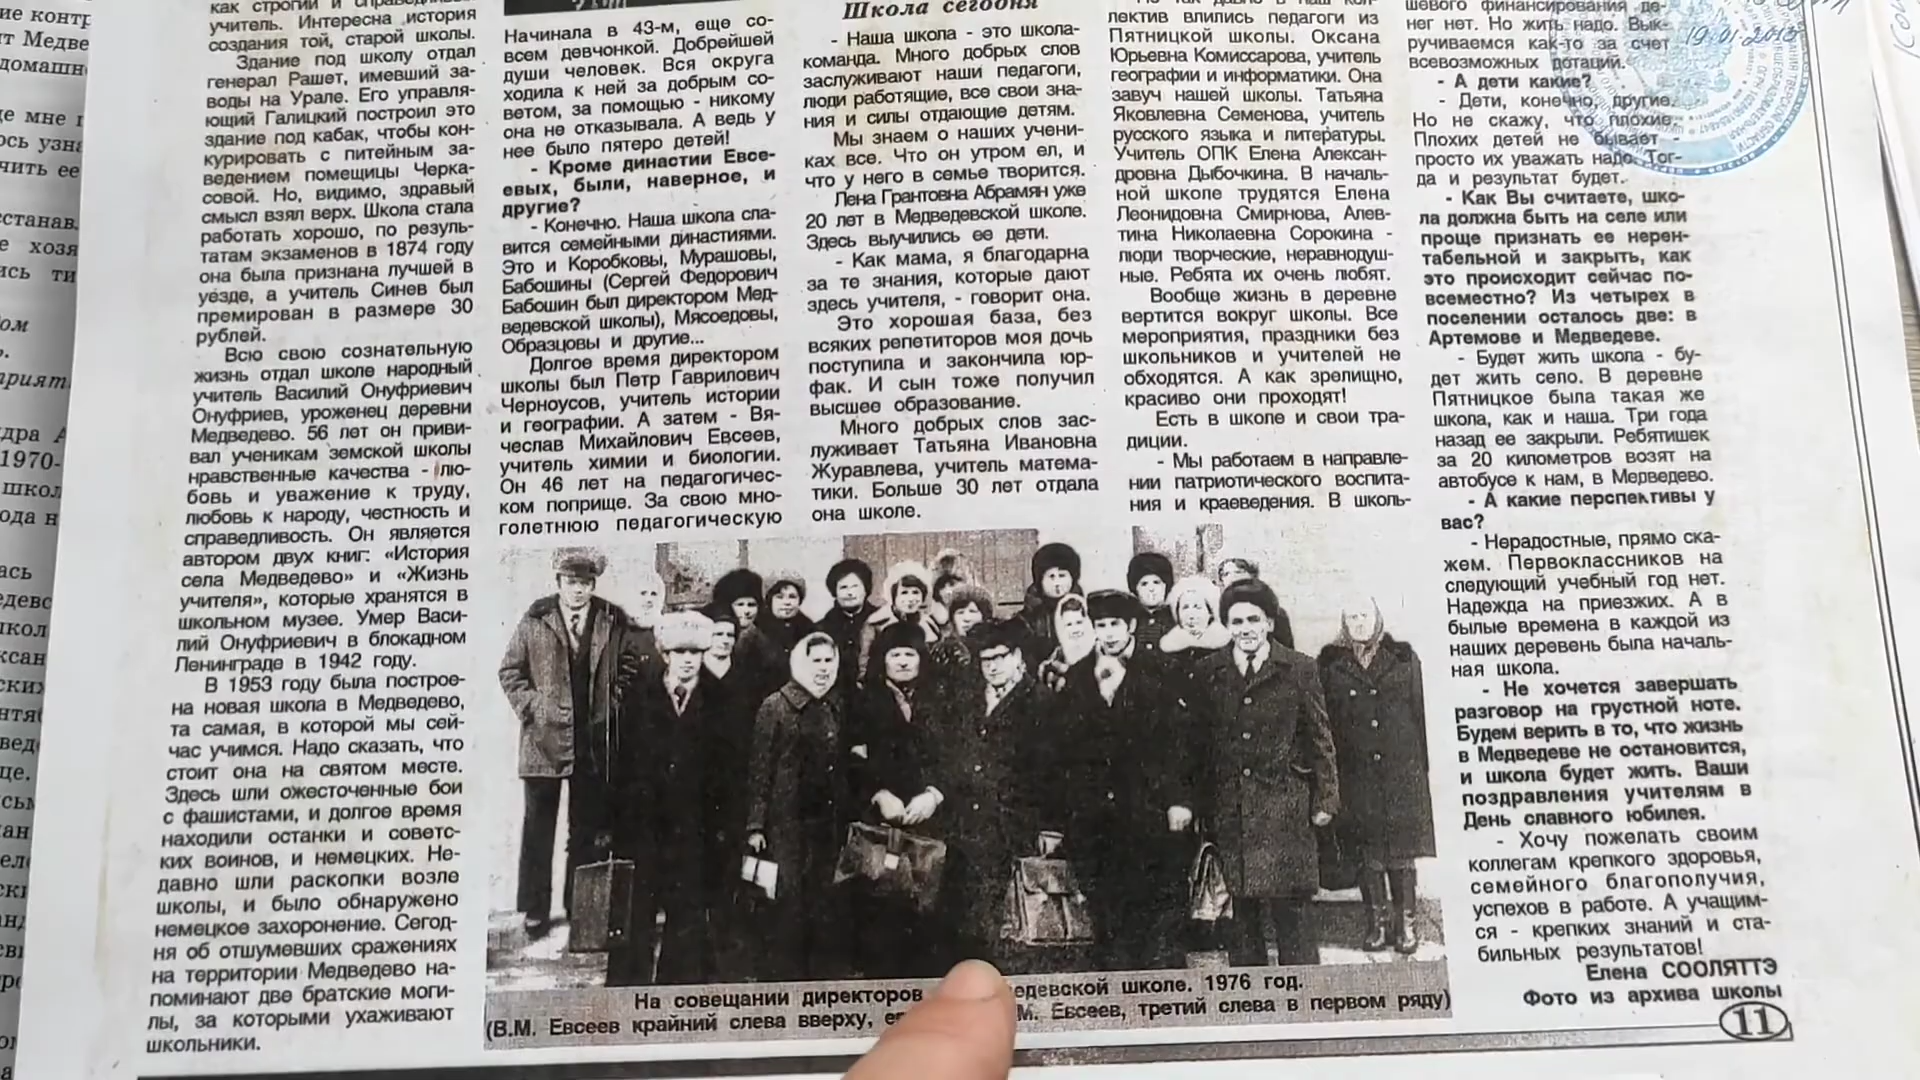 как строгий и
учитель. Интересна история
создания той, старой школы.
Здание под школу отдал
генерал Рашет, имевший за-
воды на Урале. Его управля-
ющий Галицкий построил это
здание под кабак, чтобы кон-
курировать с питейным за-
ведением помещицы Черка-
совой. Но, видимо, здравый
смысл взял верх. Школа стала
работать хорошо, по резуль-
татам экзаменов в 1874 году
она была признана лучшей в
уезде, а учитель Синев был
премирован в размере 30
рублей.
Всю свою сознательную
жизнь отдал школе народный
учитель Василий Онуфриевич
Онуфриев, уроженец деревни
Медведево. 56 лет он приви-
вал ученикам земской школы
нравственные качества - лю-
бовь и уважение к труду,
любовь к народу, честность и
справедливость. Он является
автором двух книг: «История
села Медведево» и «Жизнь
учителя», которые хранятся в
школьном музее. Умер Васи-
лий Онуфриевич в блокадном
Ленинграде в 1942 году.
В 1953 году была построе-
на новая школа в Медведево,
та самая, в которой мы сей-
час учимся. Надо сказать, что
стоит она на святом месте.
Здесь шли ожесточенные бои
с фашистами, и долгое время
находили останки и советс-
ких воинов, и немецких. Не-
давно шли раскопки возле
школы, и было обнаружено
немецкое захоронение. Сегод-
ня об отшумевших сражениях
на территории Медведево на-
поминают две братские моги-
лы, за которыми ухаживают
школьники.
Начинала в 43-м, еще со-
всем девчонкой. Добрейшей
души человек. Вся округа
ходила к ней за добрым со-
ветом, за помощью - никому
она не отказывала. А ведь у
нее было пятеро детей!
- Кроме династии Евсе-
евых, были, наверное, и
другие?
- Конечно. Наша школа сла-
вится семейными династиями.
Это и Коробковы, Мурашовы,
Бабошины (Сергей Федорович
Бабошин был директором Мед-
ведевской школы), Мясоедовы,
Образцовы и другие...
Долгое время директором
школы был Петр Гаврилович
Черноусов, учитель истории
и географии. А затем - Вя-
чеслав Михайлович Евсеев,
учитель химии и биологии.
Он 46 лет на педагогичес-
ком поприще. За свою мно-
голетнюю педагогическую
Школа сегодня
- Наша школа - это школа-
команда. Много добрых слов
заслуживают наши педагоги,
люди работящие, все свои зна-
ния и силы отдающие детям.
Мы знаем о наших учени-
ках все. Что он утром ел, и
что у него в семье творится.
Лена Грантовна Абрамян уже
20 лет в Медведевской школе.
Здесь выучились ее дети.
- Как мама, я благодарна
за те знания, которые дают
здесь учителя, - говорит она.
Это хорошая база, без
всяких репетиторов моя дочь
поступила и закончила юр-
фак. И сын тоже получил
высшее образование.
Много добрых слов зас-
луживает Татьяна Ивановна
Журавлева, учитель матема-
тики. Больше 30 лет отдала
она школе.
лектив влились педагоги из
Пятницкой школы. Оксана
Юрьевна Комиссарова, учитель
географии и информатики. Она
завуч нашей школы. Татьяна
Яковлевна Семенова, учитель
русского языка и литературы.
Учитель ОПК Елена Алексан-
дровна Дыбочкина. В началь-
ной школе трудятся Елена
Леонидовна Смирнова, Алев-
тина Николаевна Сорокина -
люди творческие, неравнодуш-
ные. Ребята их очень любят.
Вообще жизнь в деревне
вертится вокруг школы. Все
мероприятия, праздники без
школьников и учителей не
обходятся. А как зрелищно,
красиво они проходят!
Есть в школе и свои тра-
диции.
- Мы работаем в направле-
нии патриотического воспита-
ния и краеведения. В школь-
шевого финансирования де-
нег нет. Но жить надо. Вык-
ручиваемся как-то за счет
всевозможных дотаций.
- А дети какие?
- Дети, конечно, другие.
Но не скажу, что плохие.
Плохих детей не бывает -
просто их уважать надо. Тог-
да и результат будет.
- Как Вы считаете, шко-
ла должна быть на селе или
проще признать ее нерен-
табельной и закрыть, как
это происходит сейчас по-
всеместно? Из четырех в
поселении осталось две: в
Артемове и Медведеве.
- Будет жить школа - бу-
дет жить село. В деревне
Пятницкое была такая же
школа, как и наша. Три года
назад ее закрыли. Ребятишек
за 20 километров возят на
автобусе к нам, в Медведево.
- А какие перспективы у
вас?
- Нерадостные, прямо ска-
жем. Первоклассников на
следующий учебный год нет.
Надежда на приезжих. А в
былые времена в каждой из
наших деревень была началь-
ная школа.
- Не хочется завершать
разговор на грустной ноте.
Будем верить в то, что жизнь
в Медведеве не остановится,
и школа будет жить. Ваши
поздравления учителям в
День славного юбилея.
- Хочу пожелать своим
коллегам крепкого здоровья,
семейного благополучия,
успехов в работе. А учащим-
ся - крепких знаний и ста-
бильных результатов!
Елена СООЛЯТТЭ
Фото из архива школы
На совещании директоров школе. 1976 год.
(В.М. Евсеев крайний слева вверху, М. Евсеев, третий слева в первом ряду)
11